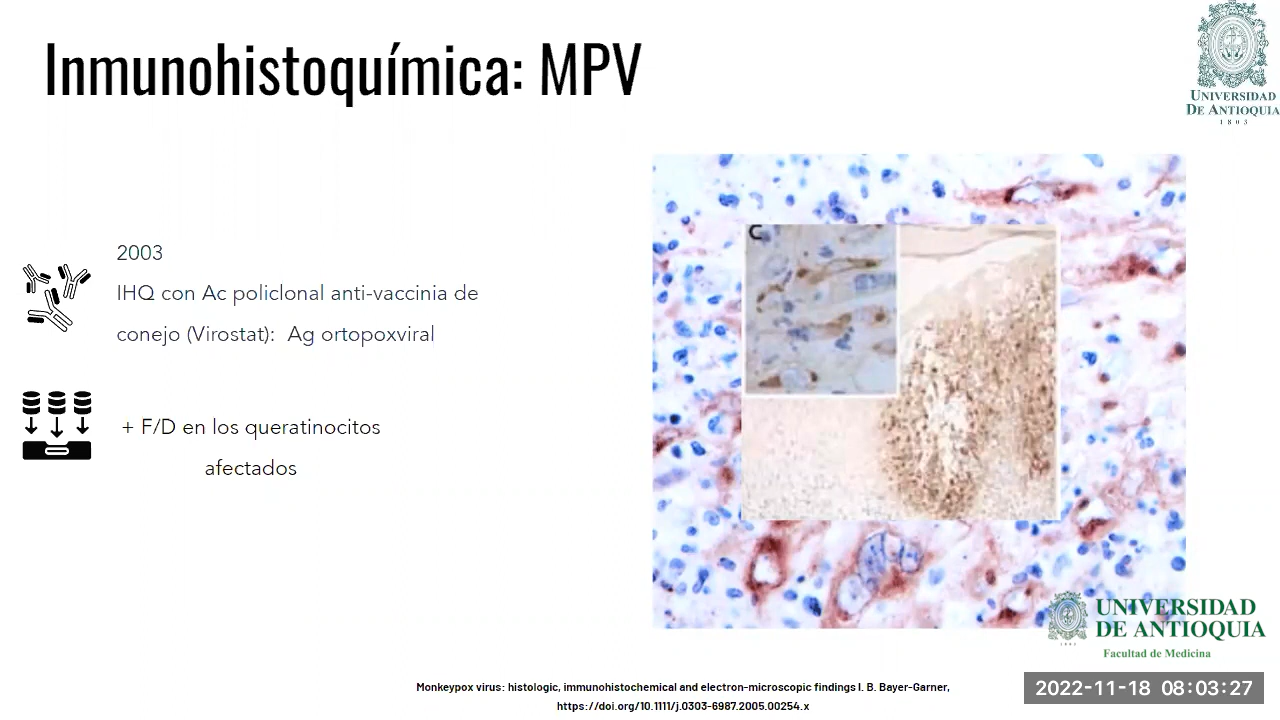 Inmunohistoquímica: MPV
UNIVERSIDAD
DE ANTIOQUIA
1803
2003
IHQ con Ac policlonal anti-vaccinia de
conejo (Virostat):  Ag ortopoxviral
+ F/D en los queratinocitos
afectados
C
UNIVERSIDAD
DE ANTIOQUIA
1803
Facultad de Medicina
Monkeypox virus: histologic, immunohistochemical and electron-microscopic findings I. B. Bayer-Garner,
https://doi.org/10.1111/j.0303-6987.2005.00254.x
2022-11-18 08:03:27